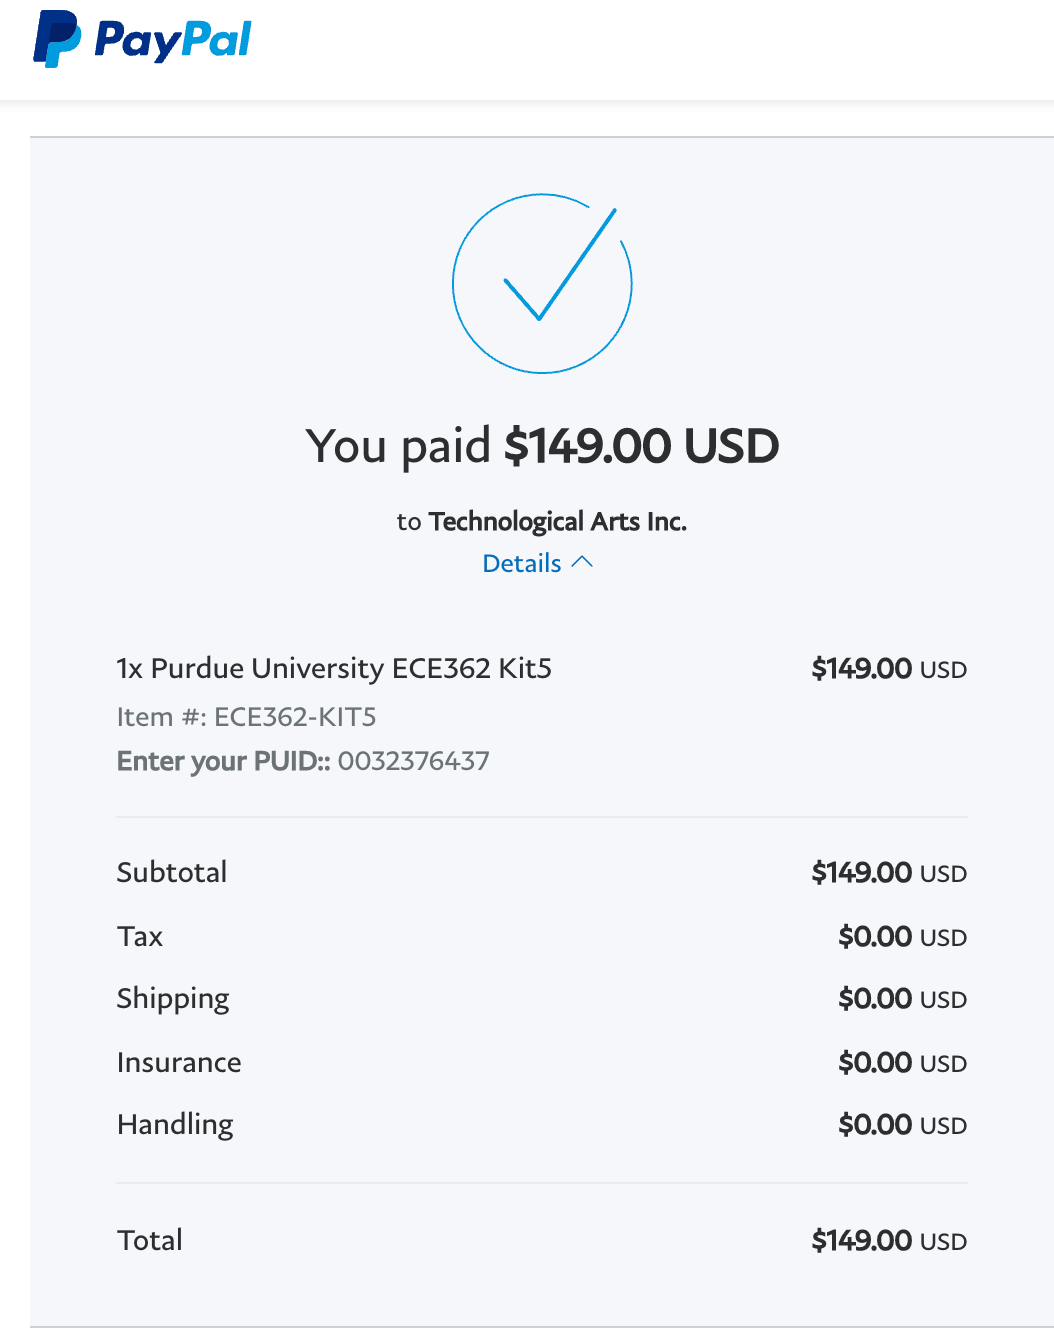 PayPal
You paid $149.00 USD
to Technological Arts Inc.
Details
1x Purdue University ECE362 Kit5 $149.00 USD
Item #: ECE362-KIT5
Enter your PUID:: 0032376437
Subtotal $149.00 USD
Tax $0.00 USD
Shipping $0.00 USD
Insurance $0.00 USD
Handling $0.00 USD
Total $149.00 USD